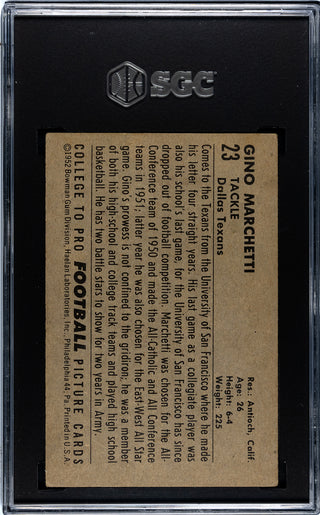 SGC
GINO MARCHETTI
23
TACKLE
Dallas Texans
Res.: Antioch, Calif.
Age: 26
Height: 6-4
Weight: 225
Comes to the Texans from the University of San Francisco where he made
his letter four straight years. His last game as a collegiate player was
also his school's last game, for the University of San Francisco has since
dropped out of football competition. Marchetti was chosen for the All-
Conference team of 1950 and made the All-Catholic and All Conference
teams in 1951; latter year he was also chosen for the East-West All Star
game. Gino's prowess is not confined to the gridiron; he was a member
of both his high-school and college track teams and played high school
basketball. He has two battle stars to show for two years in Army.
COLLEGE TO PRO FOOTBALL PICTURE CARDS
©1952 Bowman Gum Division, Haelan Laboratories, Inc., Philadelphia 44, Pa. Printed in U.S.A.